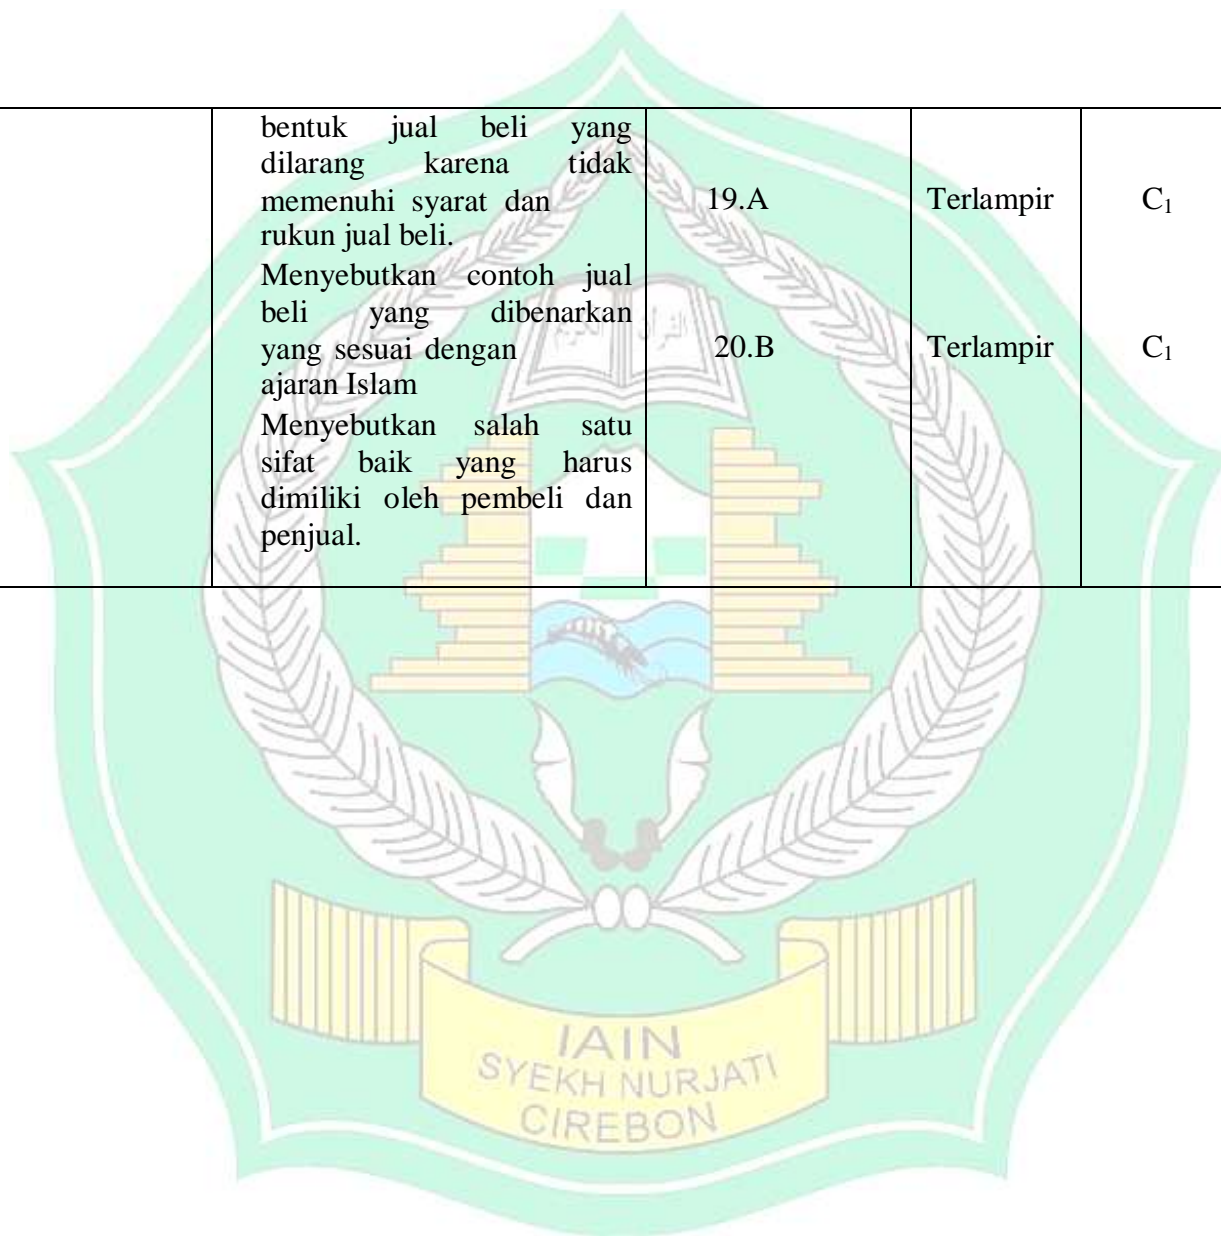 bentuk jual beli yang
dilarang karena tidak
memenuhi syarat dan
rukun jual beli.
19.A
Terlampir
C₁
Menyebutkan contoh jual
beli yang dibenarkan
yang sesuai dengan
ajaran Islam
20.B
Terlampir
C₁
Menyebutkan salah satu
sifat baik yang harus
dimiliki oleh pembeli dan
penjual.
القرآن الكريم
IAIN
SYEKH NURJATI
CIREBON